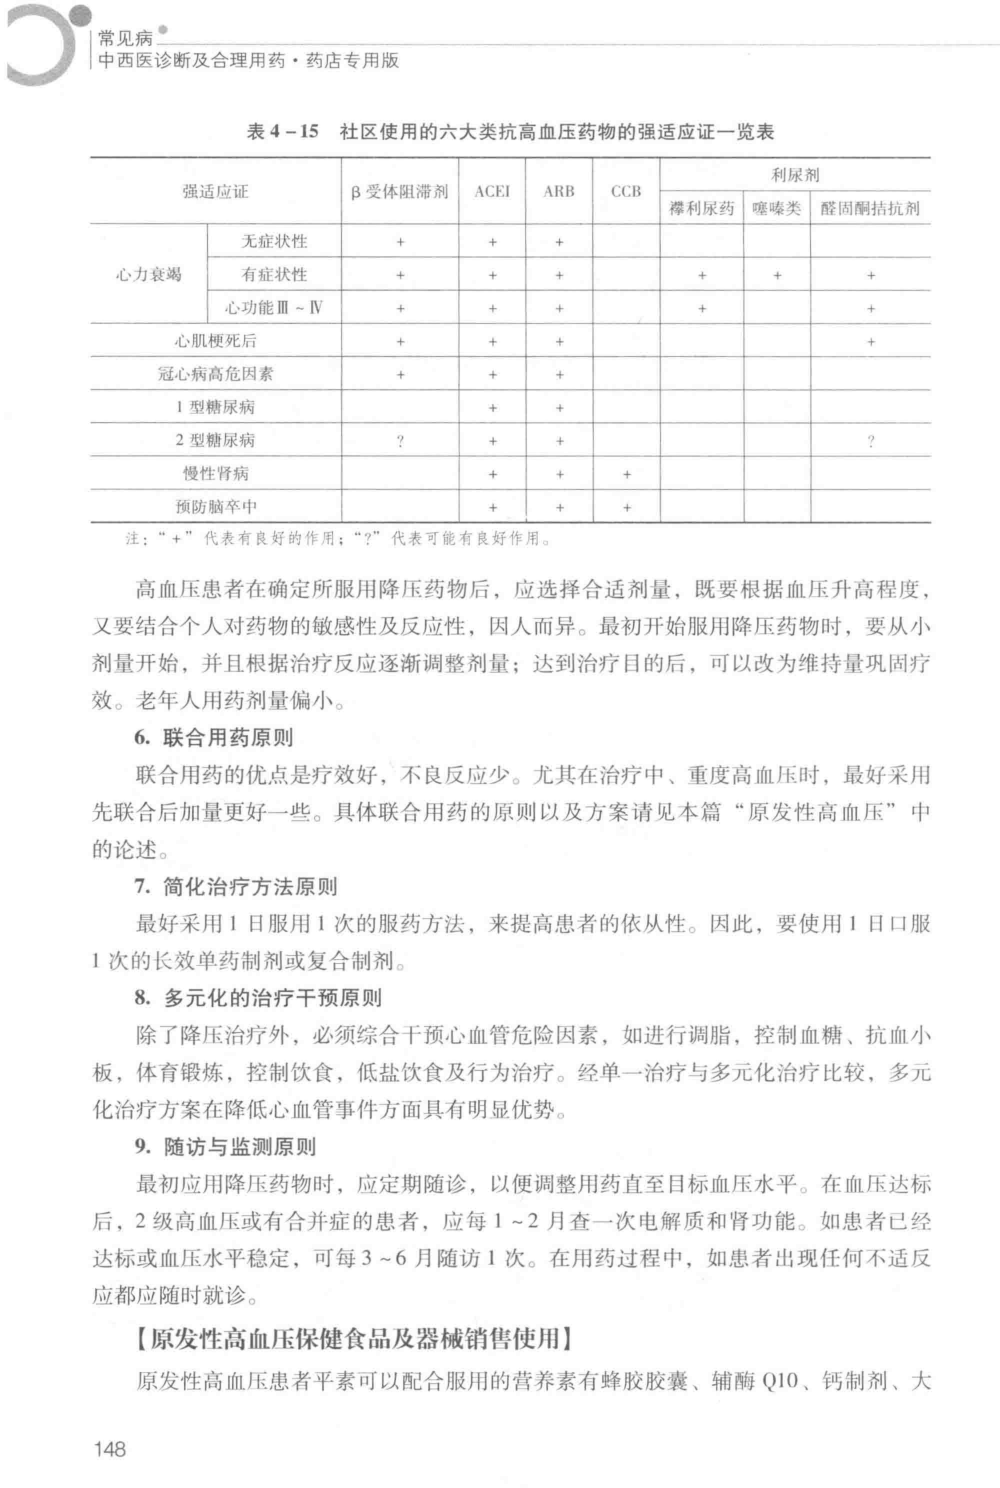 常见病
中西医诊断及合理用药·药店专用版
表 4-15 社区使用的六大类抗高血压药物的强适应证一览表
强适应证 β受体阻滞剂 ACEI ARB CCB 利尿剂
襻利尿药 噻嗪类 醛固酮拮抗剂
心力衰竭 无症状性 + + +
有症状性 + + + + + +
心功能Ⅲ~Ⅳ + + + + +
心肌梗死后 + + + +
冠心病高危因素 + + +
1 型糖尿病 + +
2 型糖尿病 ? + + ?
慢性肾病 + + +
预防脑卒中 + + +
注：“+”代表有良好的作用；“?”代表可能有良好作用。
高血压患者在确定所服用降压药物后，应选择合适剂量，既要根据血压升高程度，
又要结合个人对药物的敏感性及反应性，因人而异。最初开始服用降压药物时，要从小
剂量开始，并且根据治疗反应逐渐调整剂量；达到治疗目的后，可以改为维持量巩固疗
效。老年人用药剂量偏小。
6. 联合用药原则
联合用药的优点是疗效好，不良反应少。尤其在治疗中、重度高血压时，最好采用
先联合后加量更好一些。具体联合用药的原则以及方案请见本篇“原发性高血压”中
的论述。
7. 简化治疗方法原则
最好采用 1 日服用 1 次的服药方法，来提高患者的依从性。因此，要使用 1 日口服
1 次的长效单药制剂或复合制剂。
8. 多元化的治疗干预原则
除了降压治疗外，必须综合干预心血管危险因素，如进行调脂，控制血糖、抗血小
板，体育锻炼，控制饮食，低盐饮食及行为治疗。经单一治疗与多元化治疗比较，多元
化治疗方案在降低心血管事件方面具有明显优势。
9. 随访与监测原则
最初应用降压药物时，应定期随诊，以便调整用药直至目标血压水平。在血压达标
后，2 级高血压或有合并症的患者，应每 1~2 月查一次电解质和肾功能。如患者已经
达标或血压水平稳定，可每 3~6 月随访 1 次。在用药过程中，如患者出现任何不适反
应都应随时就诊。
【原发性高血压保健食品及器械销售使用】
原发性高血压患者平素可以配合服用的营养素有蜂胶胶囊、辅酶 Q10、钙制剂、大
148